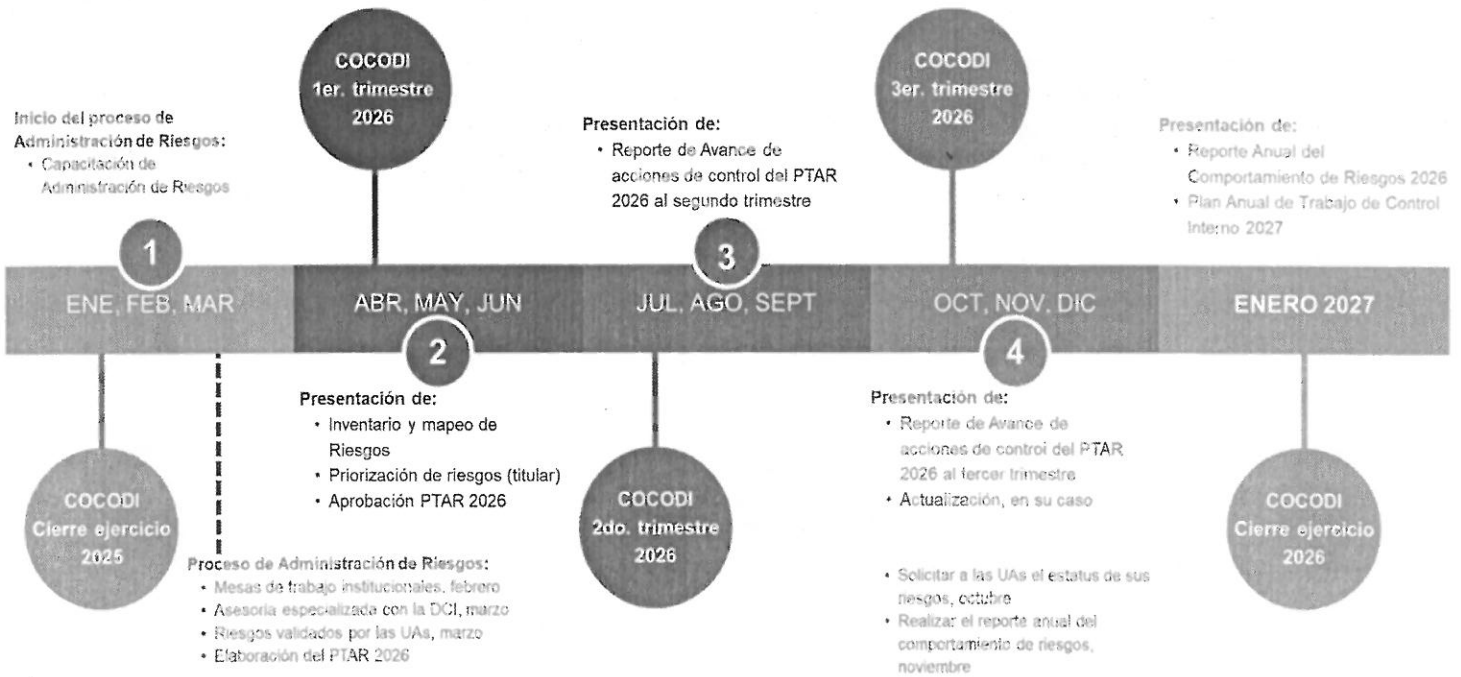 COCODI
1er. trimestre
2026
COCODI
3er. trimestre
2026
Inicio del proceso de
Administración de Riesgos:
• Capacitación de
Administración de Riesgos
Presentación de:
• Reporte de Avance de
acciones de control del PTAR
2026 al segundo trimestre
Presentación de:
• Reporte Anual del
Comportamiento de Riesgos 2026
• Plan Anual de Trabajo de Control
Interno 2027
1
3
ENE, FEB, MAR
ABR, MAY, JUN
JUL, AGO, SEPT
OCT, NOV, DIC
ENERO 2027
2
4
Presentación de:
• Inventario y mapeo de
Riesgos
• Priorización de riesgos (titular)
• Aprobación PTAR 2026
Presentación de:
• Reporte de Avance de
acciones de control del PTAR
2026 al tercer trimestre
• Actualización, en su caso
COCODI
Cierre ejercicio
2025
COCODI
2do. trimestre
2026
COCODI
Cierre ejercicio
2026
Proceso de Administración de Riesgos:
• Mesas de trabajo institucionales, febrero
• Asesoría especializada con la DCI, marzo
• Riesgos validados por las UAs, marzo
• Elaboración del PTAR 2026
• Solicitar a las UAs el estatus de sus
riesgos, octubre
• Realizar el reporte anual del
comportamiento de riesgos,
noviembre